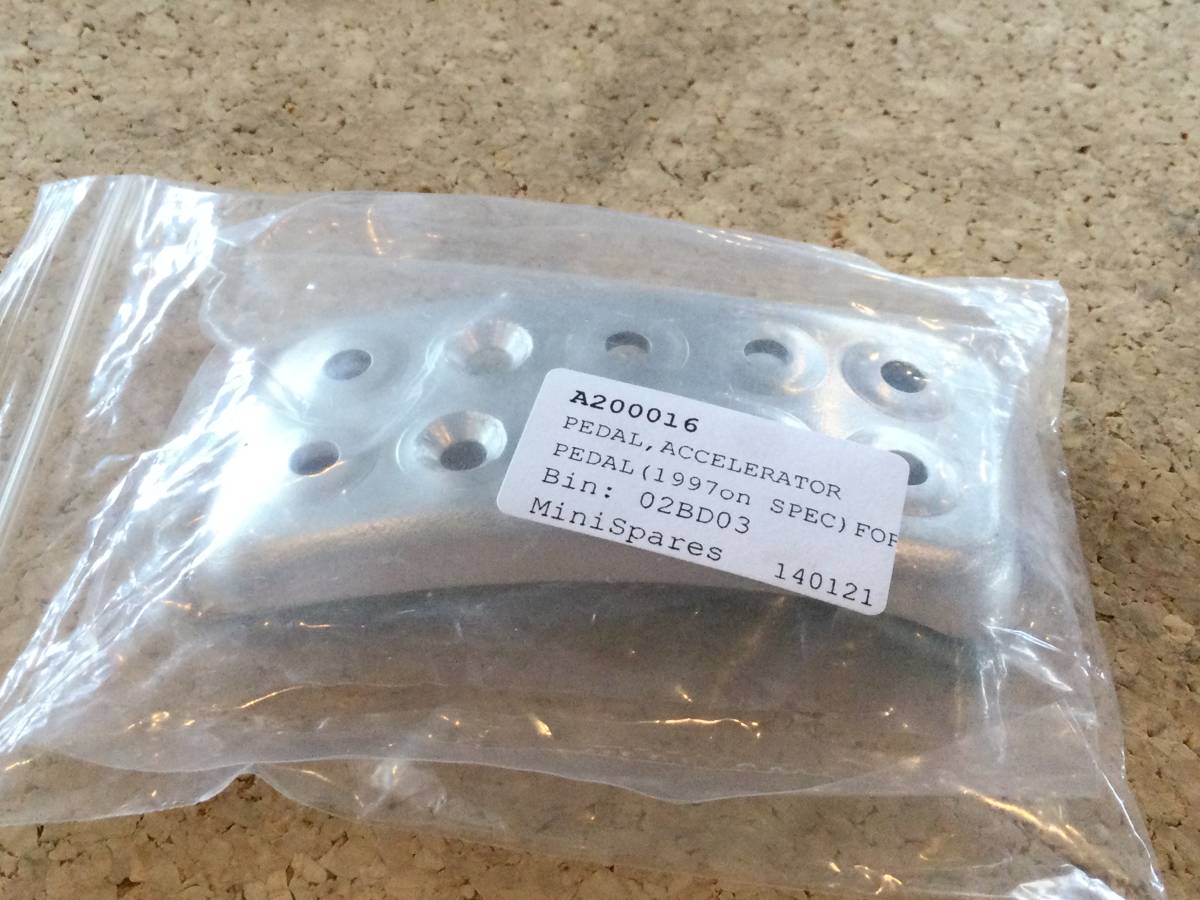 A200016
PEDAL,ACCELERATOR
PEDAL(1997on SPEC)FOR
Bin: 02BD03
MiniSpares 140121